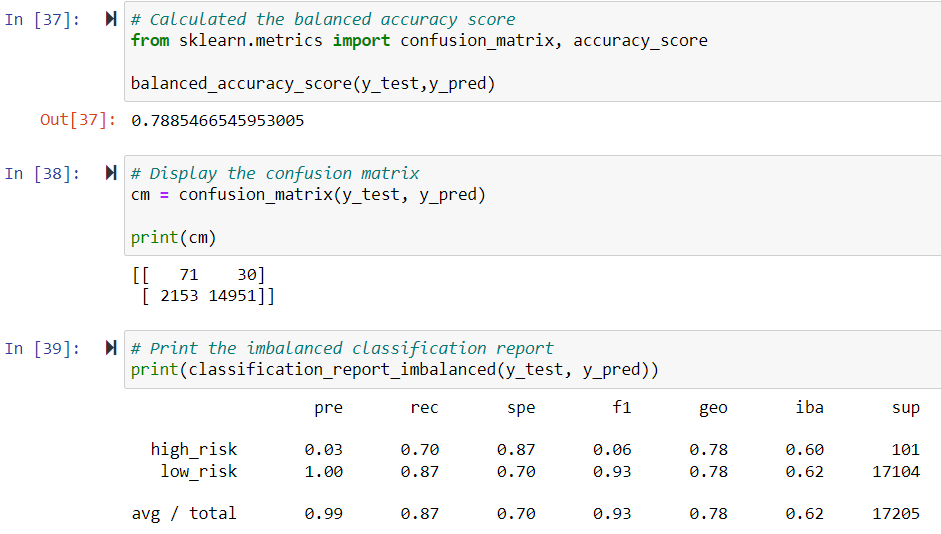 In [37]: # Calculated the balanced accuracy score
from sklearn.metrics import confusion_matrix, accuracy_score
balanced_accuracy_score(y_test,y_pred)
Out[37]: 0.7885466545953005
In [38]: # Display the confusion matrix
cm = confusion_matrix(y_test, y_pred)
print(cm)
[[ 71 30]
[ 2153 14951]]
In [39]: # Print the imbalanced classification report
print(classification_report_imbalanced(y_test, y_pred))
pre rec spe f1 geo iba sup
high_risk 0.03 0.70 0.87 0.06 0.78 0.60 101
low_risk 1.00 0.87 0.70 0.93 0.78 0.62 17104
avg / total 0.99 0.87 0.70 0.93 0.78 0.62 17205